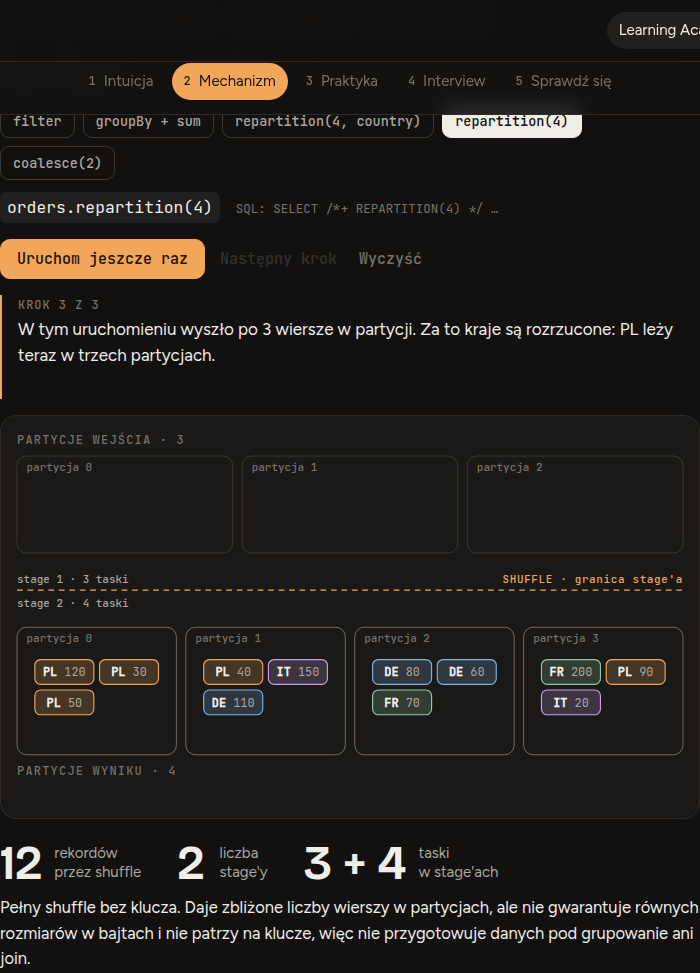 Learning Aca
1 Intuicja 2 Mechanizm 3 Praktyka 4 Interview 5 Sprawdź się
filter groupBy + sum repartition(4, country) repartition(4)
coalesce(2)
orders.repartition(4) SQL: SELECT /*+ REPARTITION(4) */ …
Uruchom jeszcze raz Następny krok Wyczyść
KROK 3 Z 3
W tym uruchomieniu wyszło po 3 wiersze w partycji. Za to kraje są rozrzucone: PL leży
teraz w trzech partycjach.
PARTYCJE WEJŚCIA · 3
partycja 0 partycja 1 partycja 2
stage 1 · 3 taski SHUFFLE · granica stage'a
stage 2 · 4 taski
partycja 0 partycja 1 partycja 2 partycja 3
PL 120 PL 30 PL 40 IT 150 DE 80 DE 60 FR 200 PL 90
PL 50 DE 110 FR 70 IT 20
PARTYCJE WYNIKU · 4
12 rekordów przez shuffle 2 liczba stage'y 3 + 4 taski w stage'ach
Pełny shuffle bez klucza. Daje zbliżone liczby wierszy w partycjach, ale nie gwarantuje równych
rozmiarów w bajtach i nie patrzy na klucze, więc nie przygotowuje danych pod grupowanie ani
join.